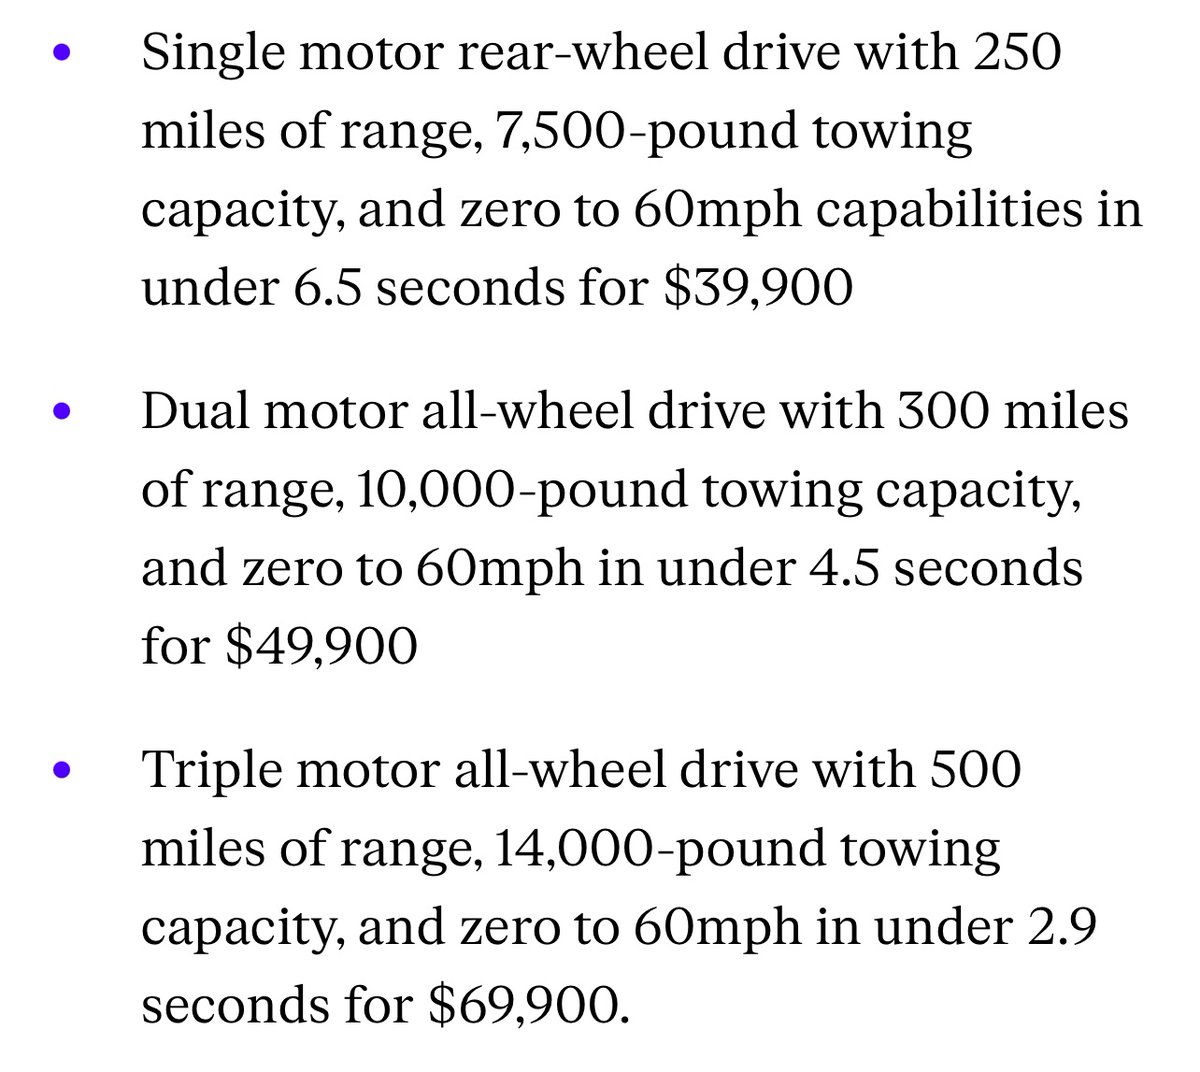 • Single motor rear-wheel drive with 250
miles of range, 7,500-pound towing
capacity, and zero to 60mph capabilities in
under 6.5 seconds for $39,900
• Dual motor all-wheel drive with 300 miles
of range, 10,000-pound towing capacity,
and zero to 60mph in under 4.5 seconds
for $49,900
• Triple motor all-wheel drive with 500
miles of range, 14,000-pound towing
capacity, and zero to 60mph in under 2.9
seconds for $69,900.